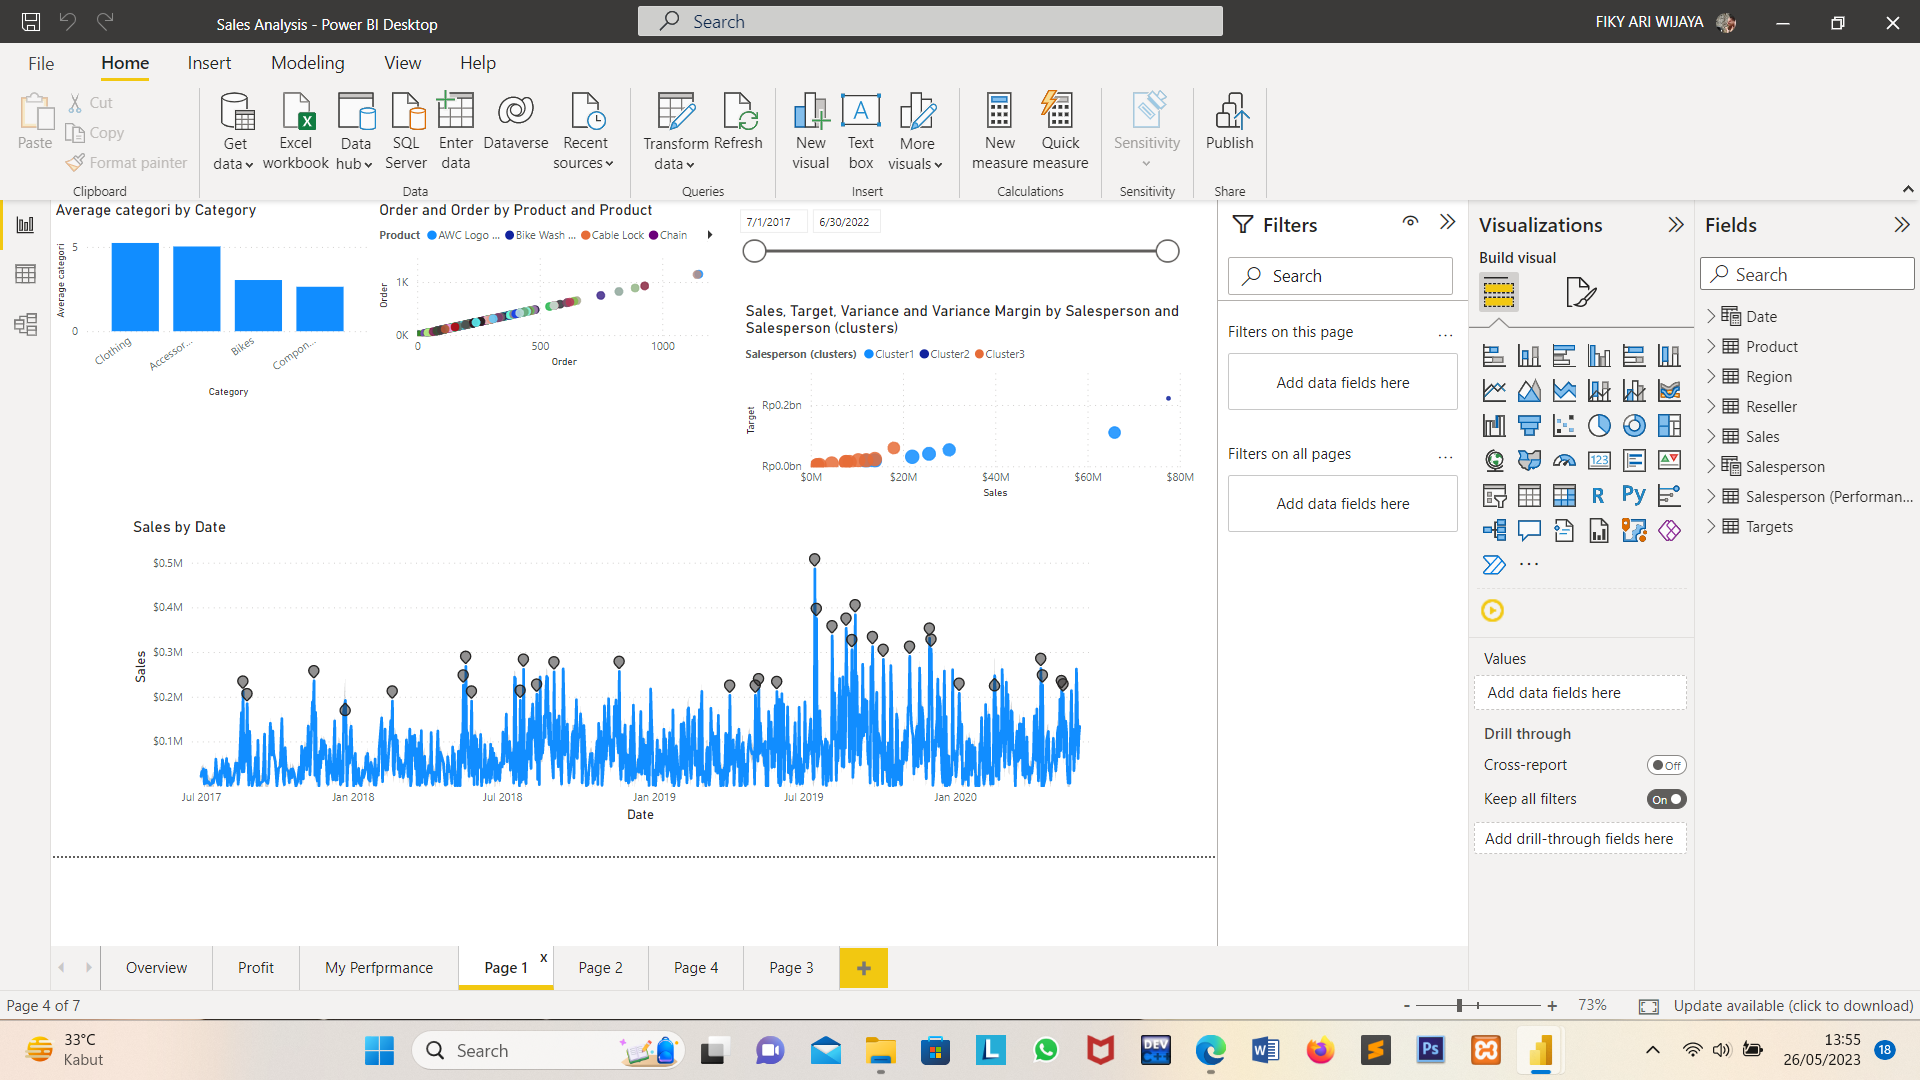 Sales Analysis - Power BI Desktop
Search
FIKY ARI WIJAYA
File Home Insert Modeling View Help
Paste
Cut
Copy
Format painter
Clipboard
Get data
Excel workbook
Data hub
SQL Server
Enter data
Dataverse
Recent sources
Data
Transform data
Refresh
Queries
New visual
Text box
More visuals
Insert
New measure
Quick measure
Calculations
Sensitivity
Sensitivity
Publish
Share
Average categori by Category
Average categori
5
0
Clothing
Accessor...
Bikes
Compon...
Category
Order and Order by Product and Product
Product AWC Logo ... Bike Wash ... Cable Lock Chain
Order
1K
0K
0 500 1000
Order
7/1/2017 6/30/2022
Sales, Target, Variance and Variance Margin by Salesperson and
Salesperson (clusters)
Salesperson (clusters) Cluster1 Cluster2 Cluster3
Target
Rp0.2bn
Rp0.0bn
$0M $20M $40M $60M $80M
Sales
Sales by Date
Sales
$0.5M
$0.4M
$0.3M
$0.2M
$0.1M
Jul 2017 Jan 2018 Jul 2018 Jan 2019 Jul 2019 Jan 2020
Date
Filters
Search
Filters on this page ...
Add data fields here
Filters on all pages ...
Add data fields here
Visualizations
Build visual
123
R
Py
...
Values
Add data fields here
Drill through
Cross-report Off
Keep all filters On
Add drill-through fields here
Fields
Search
Date
Product
Region
Reseller
Sales
Salesperson
Salesperson (Performan...
Targets
Overview Profit My Perfprmance Page 1 x Page 2 Page 4 Page 3 +
Page 4 of 7
- + 73%
Update available (click to download)
33°C
Kabut
Search
L
DEV
W
S
Ps
13:55
26/05/2023
18